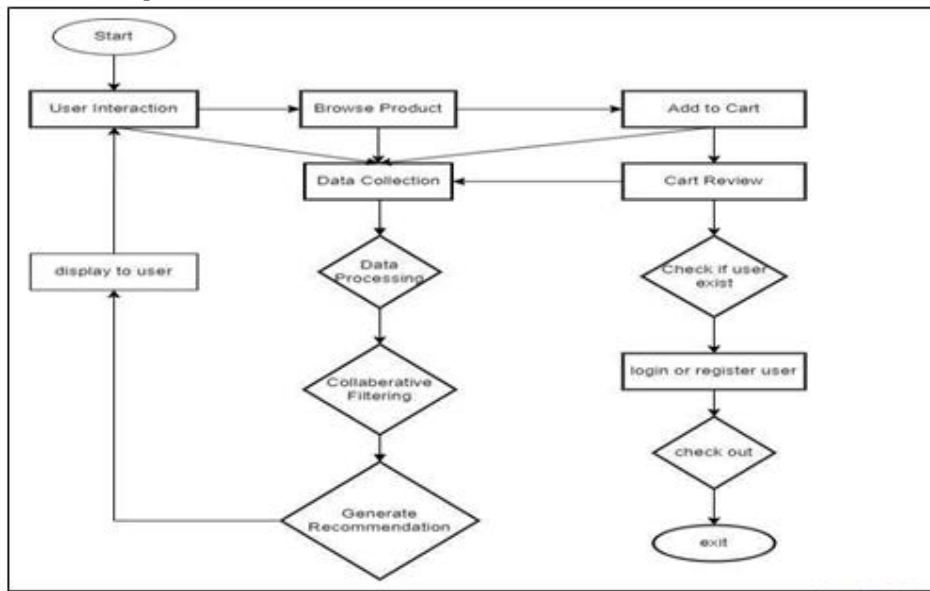 Start
User Interaction
Browse Product
Add to Cart
Data Collection
Cart Review
display to user
Data
Processing
Check if user
exist
Collaberative
Filtering
login or register user
check out
Generate
Recommendation
exit